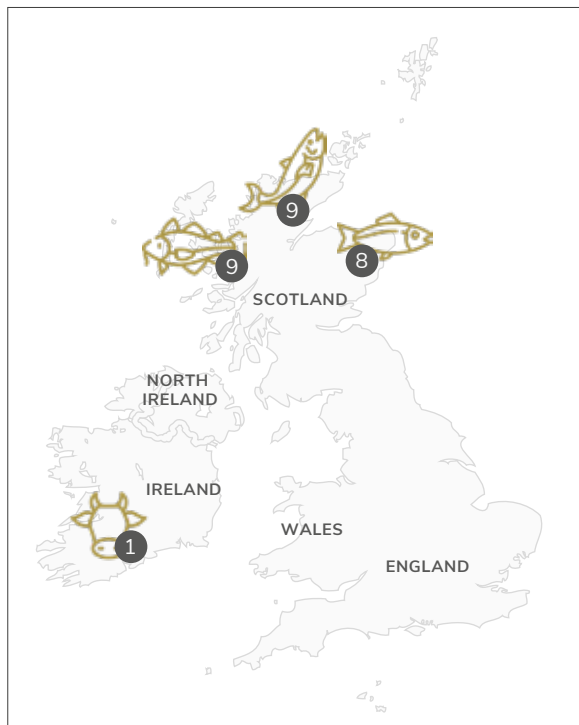 9
9
8
SCOTLAND
NORTH
IRELAND
IRELAND
WALES
1
ENGLAND